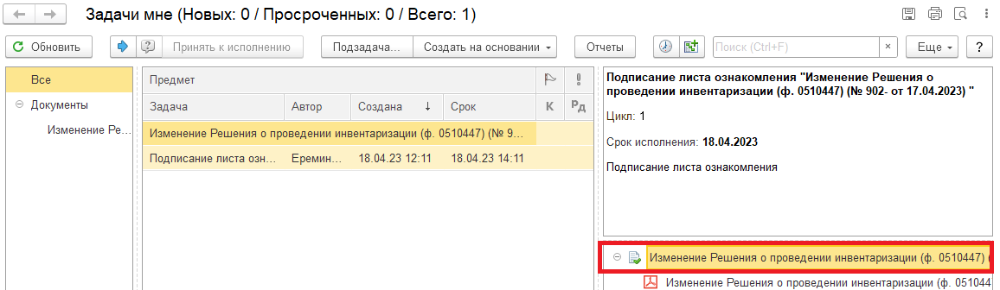 Задачи мне (Новых: 0 / Просроченных: 0 / Всего: 1)
Обновить Принять к исполнению Подзадача... Создать на основании Отчеты Поиск (Ctrl+F) × Еще ?
Все
Документы
Изменение Ре...
Предмет
Задача Автор Создана ↓ Срок К Рд
Изменение Решения о проведении инвентаризации (ф. 0510447) (№ 9...
Подписание листа озн... Еремин... 18.04.23 12:11 18.04.23 14:11
Подписание листа ознакомления "Изменение Решения о
проведении инвентаризации (ф. 0510447) (№ 902- от 17.04.2023) "
Цикл: 1
Срок исполнения: 18.04.2023
Подписание листа ознакомления
Изменение Решения о проведении инвентаризации (ф. 0510447) (
Изменение Решения о проведении инвентаризации (ф. 051044